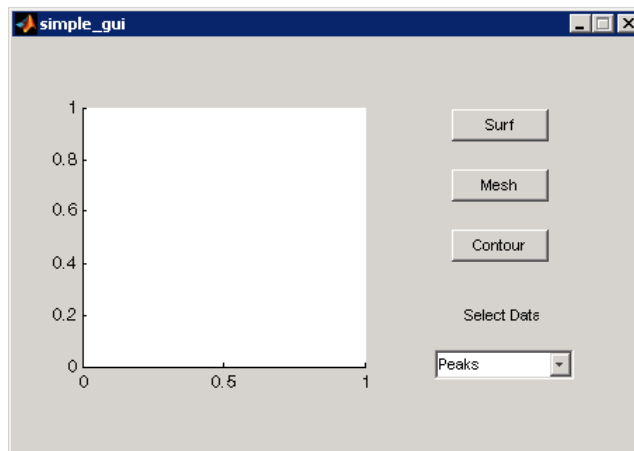 simple_gui
1
0.8
0.6
0.4
0.2
0
0 0.5 1
Surf
Mesh
Contour
Select Data
Peaks